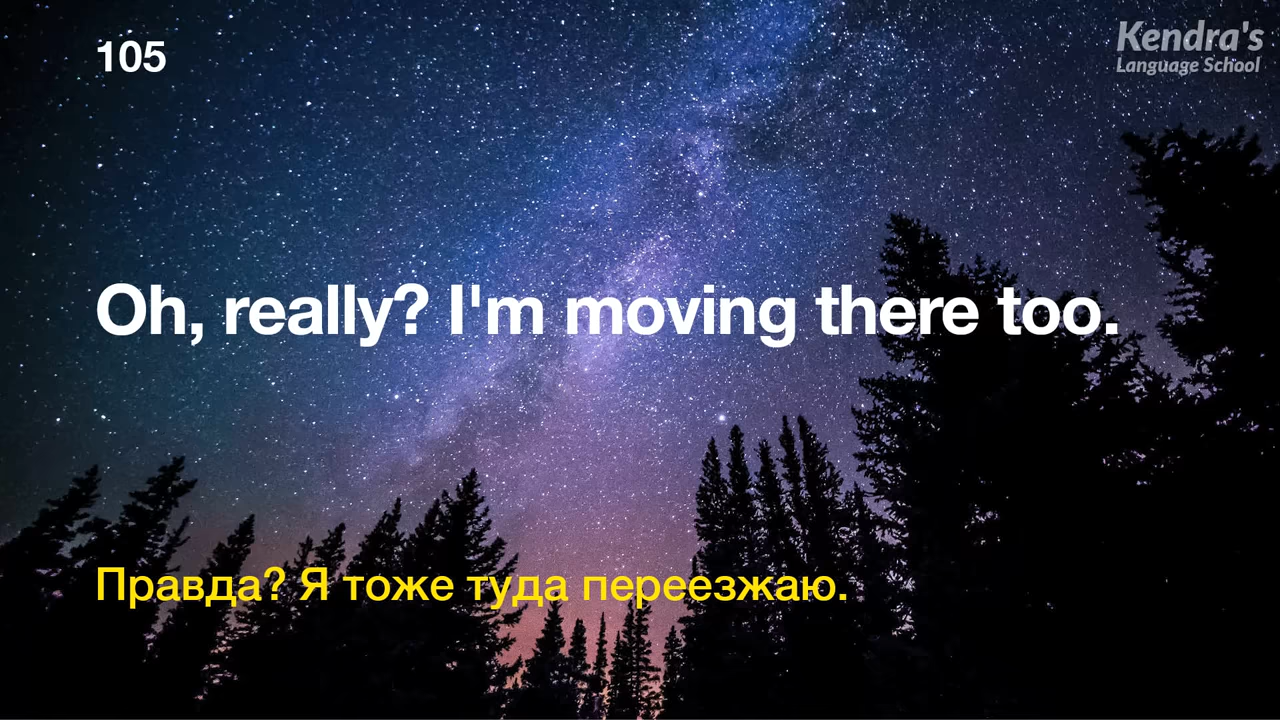 105
Kendra's
Language School
Oh, really? I'm moving there too.
Правда? Я тоже туда переезжаю.